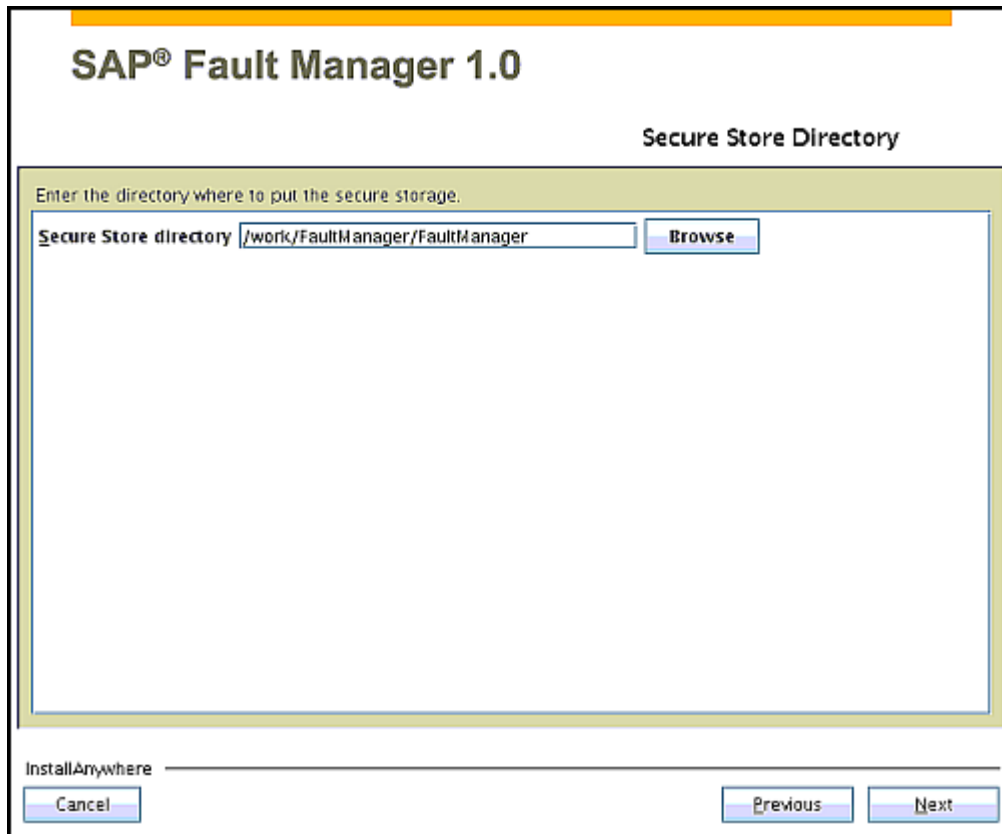 SAP® Fault Manager 1.0
Secure Store Directory
Enter the directory where to put the secure storage.
Secure Store directory /work/FaultManager/FaultManager Browse
InstallAnywhere
Cancel Previous Next